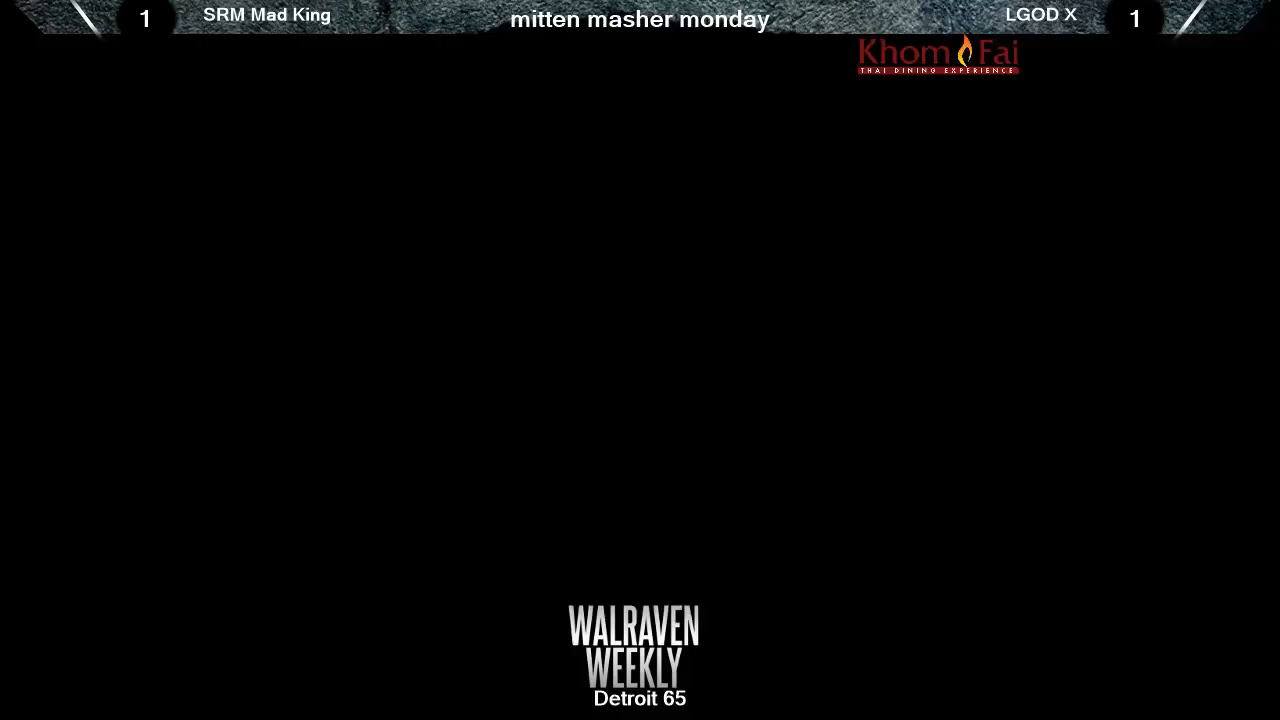 1 SRM Mad King mitten masher monday LGOD X 1
Khom Fai
THAI DINING EXPERIENCE
WALRAVEN
WEEKLY
Detroit 65